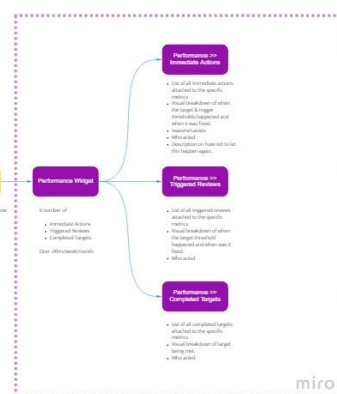 Performance >>
Immediate Actions
List of all immediate actions
attached to the specific
metrics
Visual breakdown of when
the target & trigger
thresholds happened and
when it was fixed.
Who acted
Description on how not to let
this happen again.
Performance Widget
X number of
Immediate Actions
Triggered Reviews
Completed Targets
Over 24hrs/week/month
Performance >>
Triggered Reviews
List of all triggered reviews
attached to the specific
metrics
Visual breakdown of when
the target threshold
happened and when was it
fixed.
Who acted
Performance >>
Completed Targets
List of all completed targets
attached to the specific
metrics
Visual breakdown of target
being met.
Who acted
miro